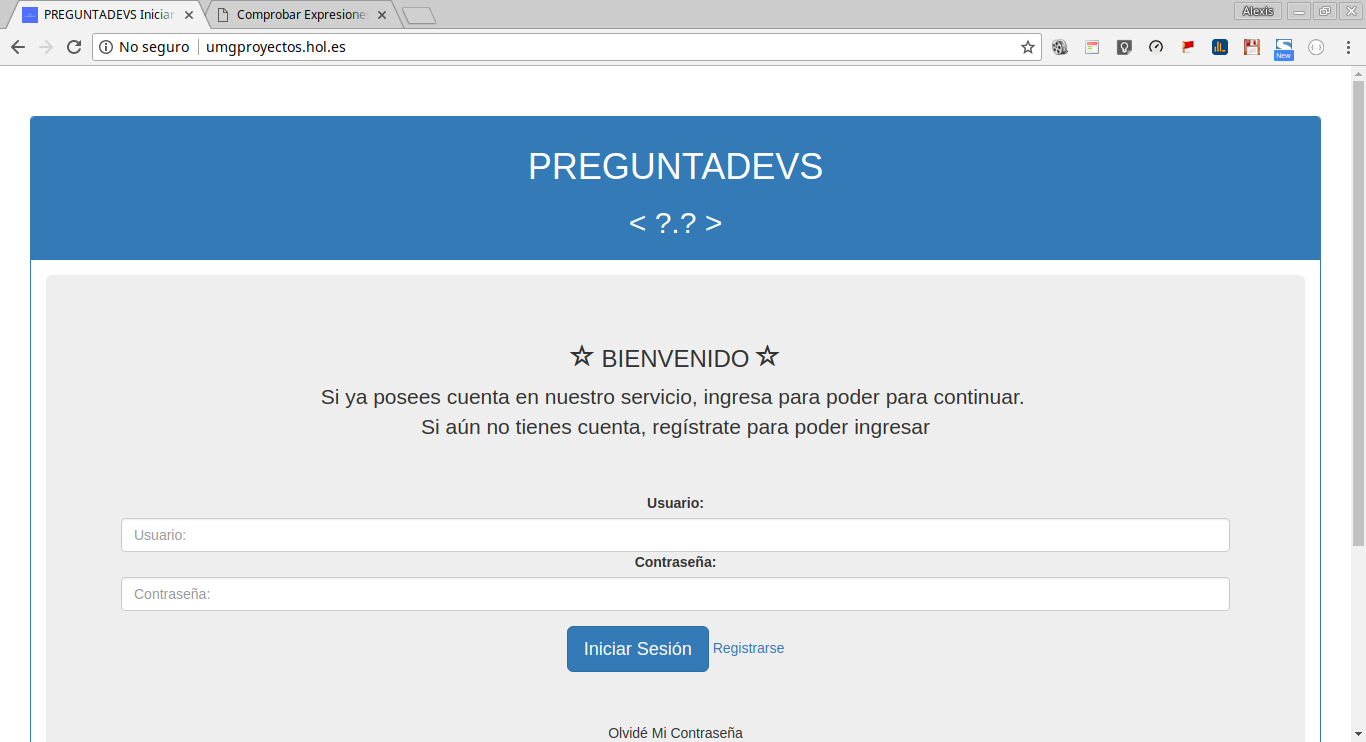 PREGUNTADEVS Iniciar
Comprobar Expresiones
Alexis
No seguro
umgproyectos.hol.es
New
PREGUNTADEVS
< ?.? >
☆ BIENVENIDO ☆
Si ya posees cuenta en nuestro servicio, ingresa para poder para continuar.
Si aún no tienes cuenta, regístrate para poder ingresar
Usuario:
Usuario:
Contraseña:
Contraseña:
Iniciar Sesión Registrarse
Olvidé Mi Contraseña